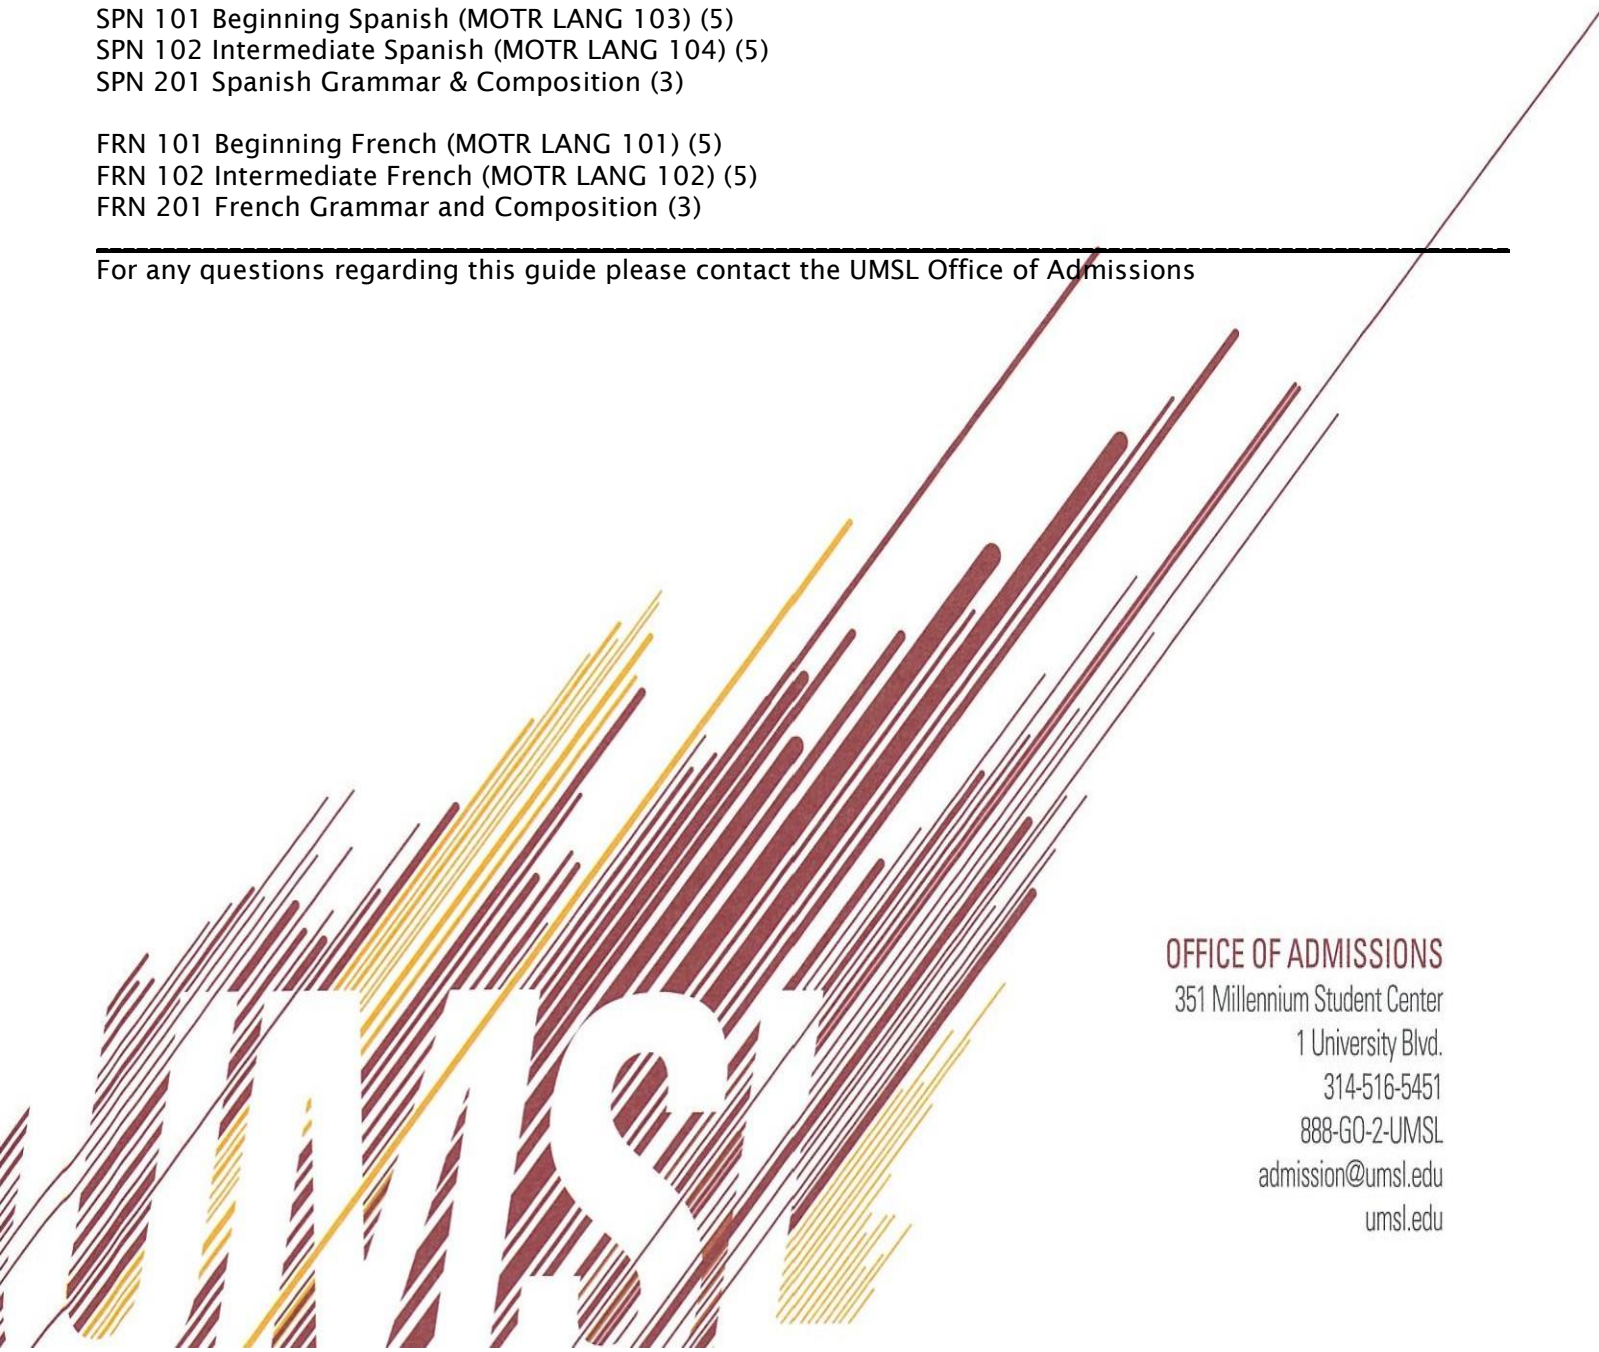 SPN 101 Beginning Spanish (MOTR LANG 103) (5)
SPN 102 Intermediate Spanish (MOTR LANG 104) (5)
SPN 201 Spanish Grammar & Composition (3)
FRN 101 Beginning French (MOTR LANG 101) (5)
FRN 102 Intermediate French (MOTR LANG 102) (5)
FRN 201 French Grammar and Composition (3)
For any questions regarding this guide please contact the UMSL Office of Admissions
UMSL
OFFICE OF ADMISSIONS
351 Millennium Student Center
1 University Blvd.
314-516-5451
888-GO-2-UMSL
admission@umsl.edu
umsl.edu